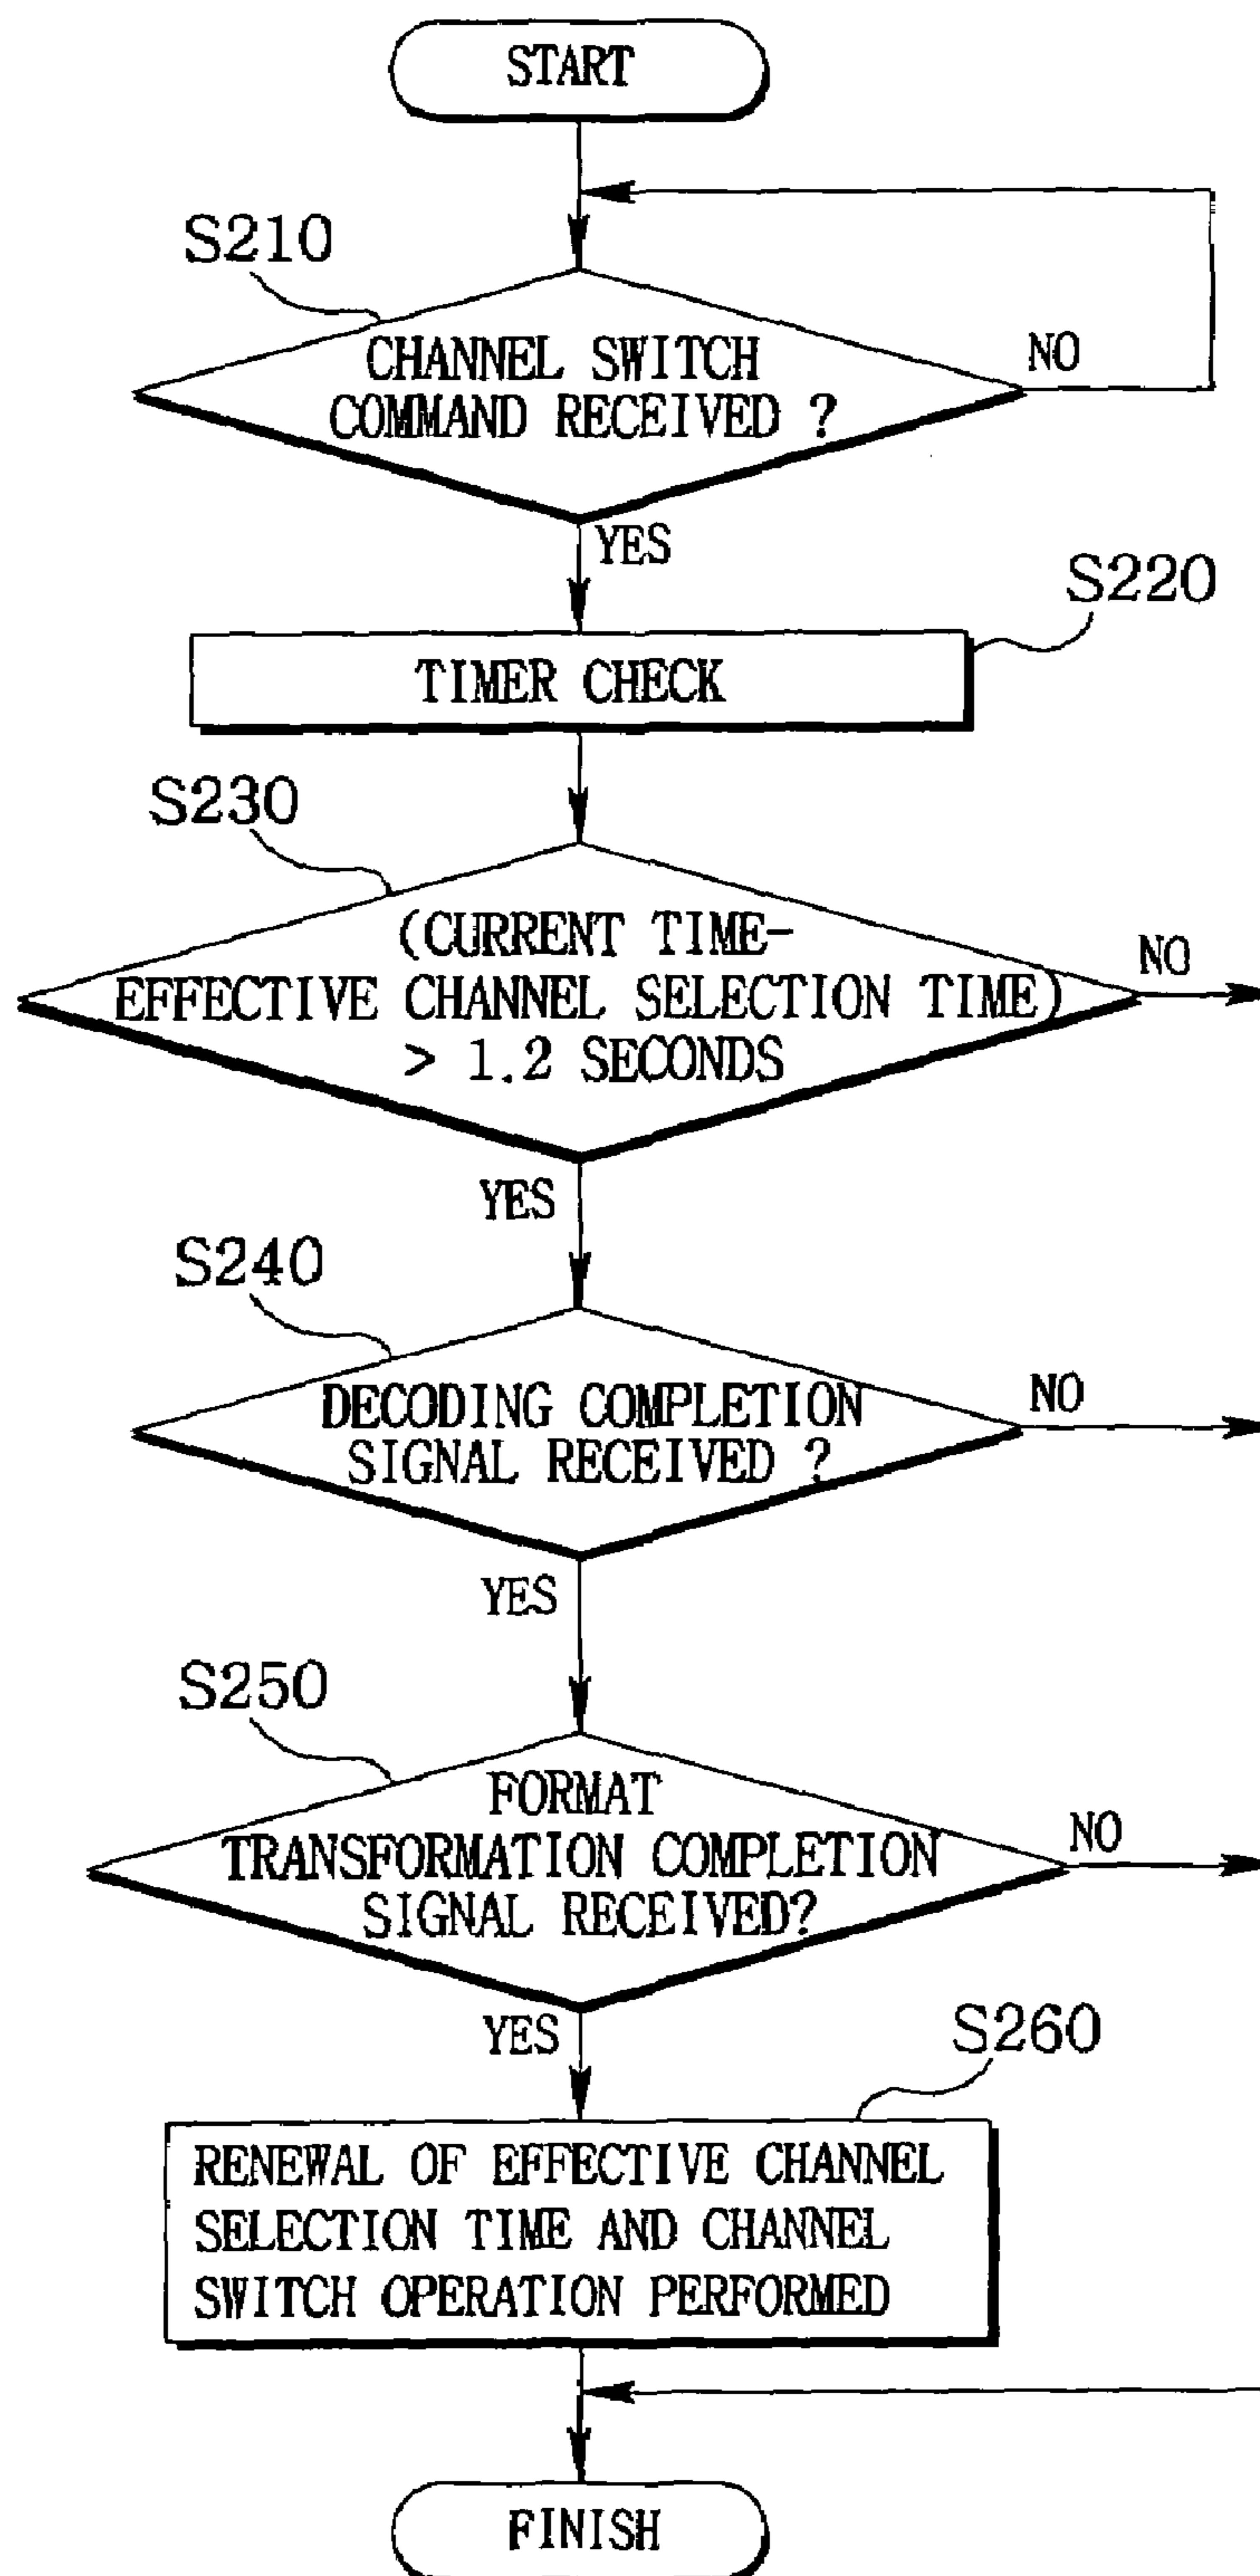 START
S210
CHANNEL SWITCH
COMMAND RECEIVED ?
NO
YES
S220
TIMER CHECK
S230
(CURRENT TIME-
EFFECTIVE CHANNEL SELECTION TIME)
> 1.2 SECONDS
NO
YES
S240
DECODING COMPLETION
SIGNAL RECEIVED ?
NO
YES
S250
FORMAT
TRANSFORMATION COMPLETION
SIGNAL RECEIVED?
NO
YES
S260
RENEWAL OF EFFECTIVE CHANNEL
SELECTION TIME AND CHANNEL
SWITCH OPERATION PERFORMED
FINISH